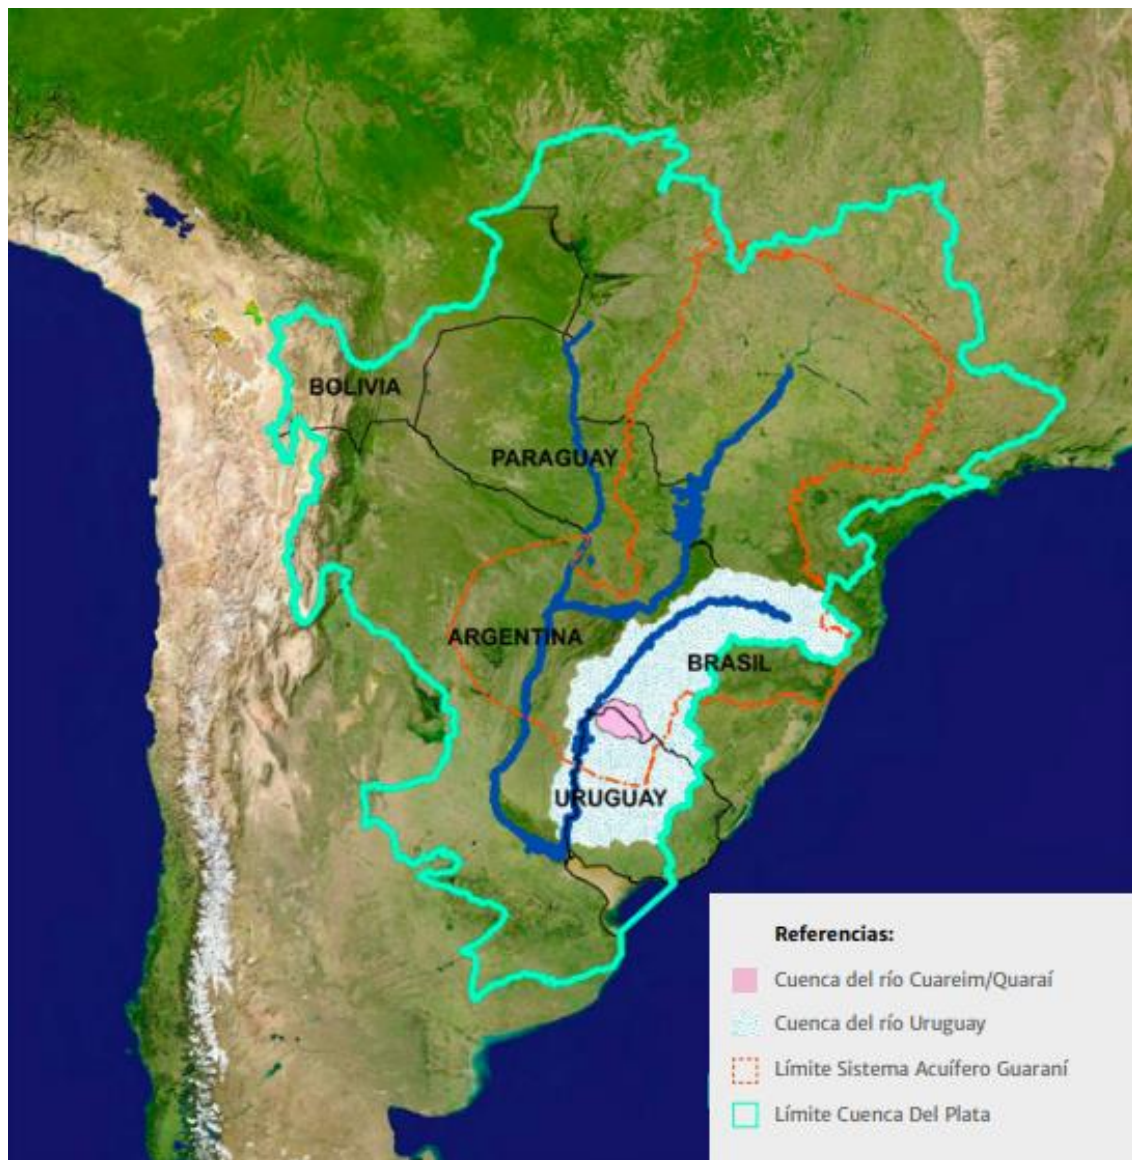 BOLIVIA
PARAGUAY
ARGENTINA
BRASIL
URUGUAY
Referencias:
Cuenca del río Cuareim/Quaraí
Cuenca del río Uruguay
Límite Sistema Acuífero Guaraní
Límite Cuenca Del Plata